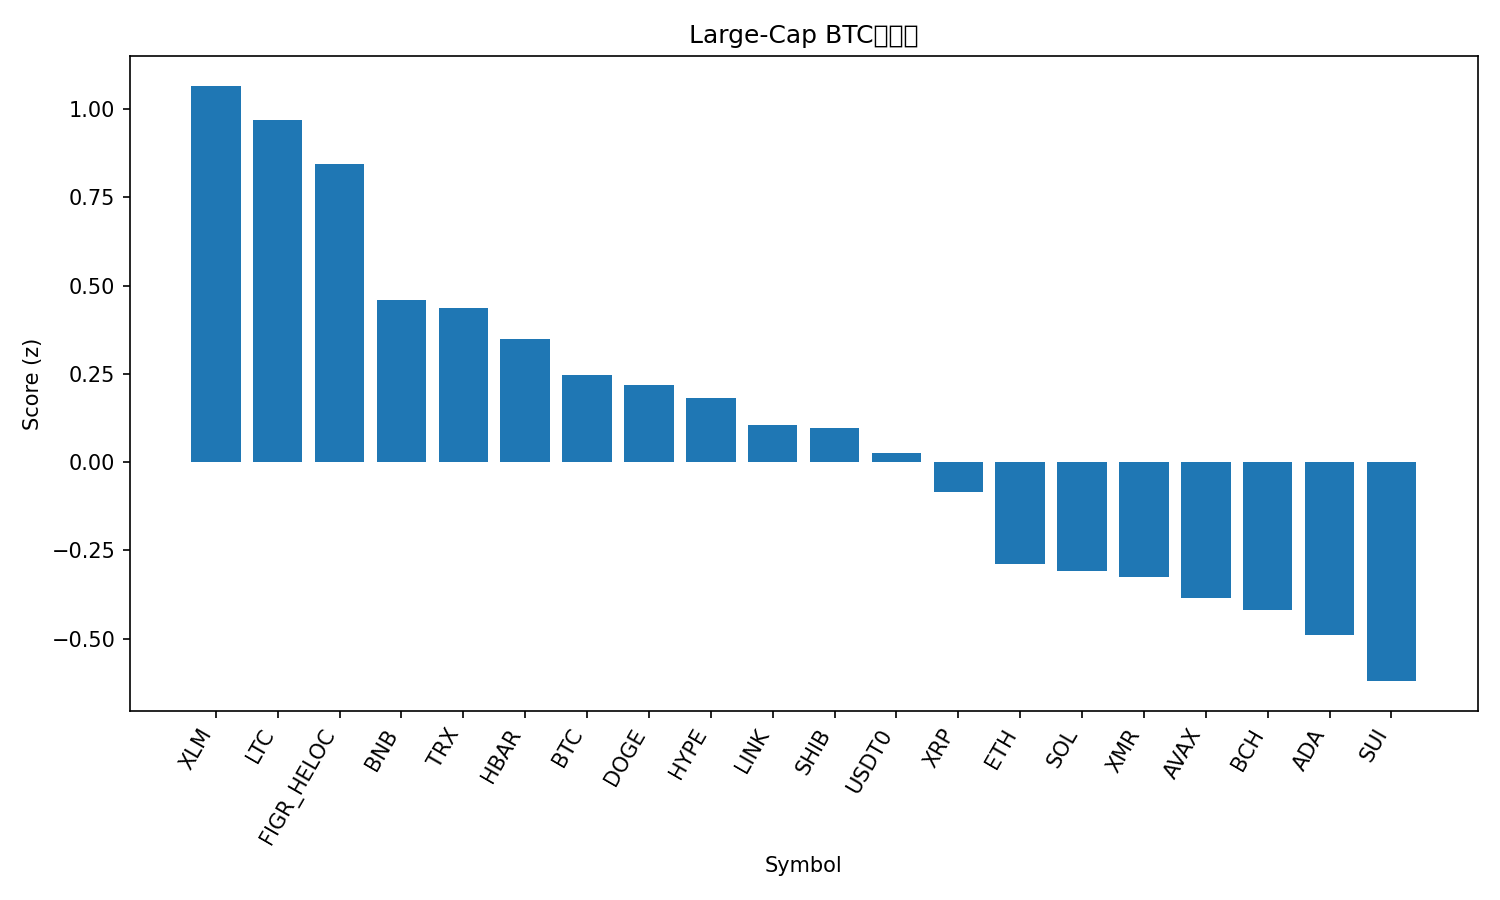 Large-Cap BTC
1.00
0.75
0.50
0.25
0.00
−0.25
−0.50
Score (z)
XLM
LTC
FIGR_HELOC
BNB
TRX
HBAR
BTC
DOGE
HYPE
LINK
SHIB
USDT0
XRP
ETH
SOL
XMR
AVAX
BCH
ADA
SUI
Symbol